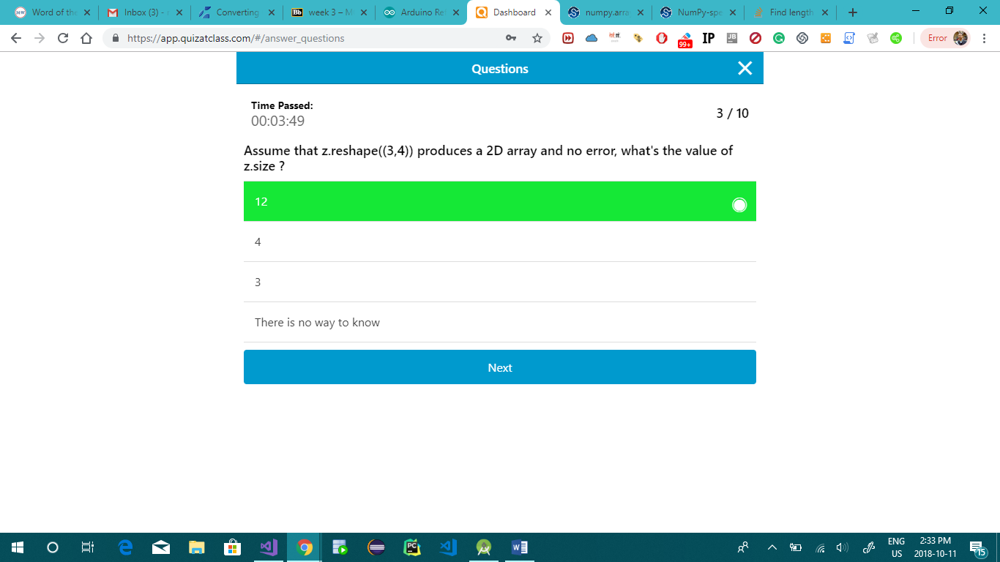 Word of the
Inbox (3) -
Converting
week 3 – M
Arduino Ref
Dashboard
numpy.arra
NumPy-spe
Find length
https://app.quizatclass.com/#/answer_questions
99+
IP
JB
Error
Questions
Time Passed:
00:03:49
3 / 10
Assume that z.reshape((3,4)) produces a 2D array and no error, what's the value of
z.size ?
12
4
3
There is no way to know
Next
ENG
US
2:33 PM
2018-10-11
15